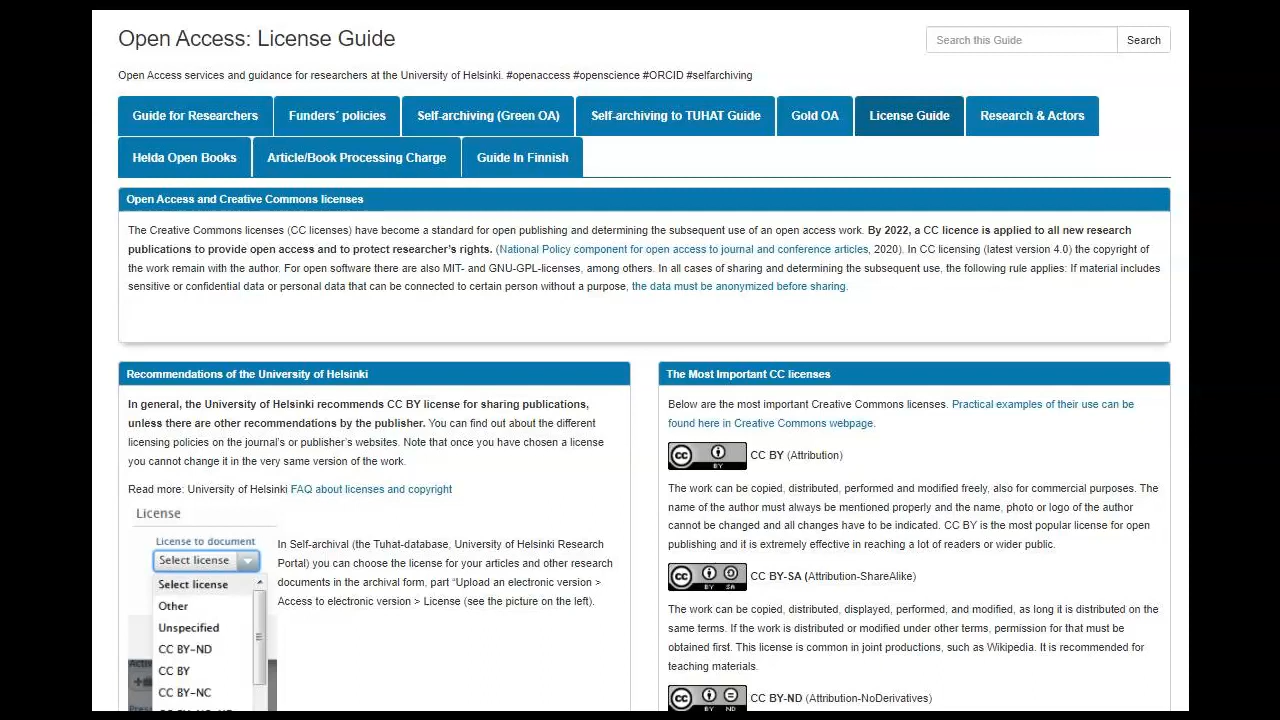 Open Access: License Guide
Search this Guide
Search
Open Access services and guidance for researchers at the University of Helsinki. #openaccess #openscience #ORCID #selfarchiving
Guide for Researchers
Funders´ policies
Self-archiving (Green OA)
Self-archiving to TUHAT Guide
Gold OA
License Guide
Research & Actors
Helda Open Books
Article/Book Processing Charge
Guide In Finnish
Open Access and Creative Commons licenses
The Creative Commons licenses (CC licenses) have become a standard for open publishing and determining the subsequent use of an open access work. By 2022, a CC licence is applied to all new research
publications to provide open access and to protect researcher's rights. (National Policy component for open access to journal and conference articles, 2020). In CC licensing (latest version 4.0) the copyright of
the work remain with the author. For open software there are also MIT- and GNU-GPL-licenses, among others. In all cases of sharing and determining the subsequent use, the following rule applies: If material includes
sensitive or confidential data or personal data that can be connected to certain person without a purpose, the data must be anonymized before sharing.
Recommendations of the University of Helsinki
In general, the University of Helsinki recommends CC BY license for sharing publications,
unless there are other recommendations by the publisher. You can find out about the different
licensing policies on the journal's or publisher's websites. Note that once you have chosen a license
you cannot change it in the very same version of the work.
Read more: University of Helsinki FAQ about licenses and copyright
License
License to document
Select license
Select license
Other
Unspecified
CC BY-ND
CC BY
CC BY-NC
In Self-archival (the Tuhat-database, University of Helsinki Research
Portal) you can choose the license for your articles and other research
documents in the archival form, part “Upload an electronic version >
Access to electronic version > License (see the picture on the left).
The Most Important CC licenses
Below are the most important Creative Commons licenses. Practical examples of their use can be
found here in Creative Commons webpage.
CC BY CC BY (Attribution)
The work can be copied, distributed, performed and modified freely, also for commercial purposes. The
name of the author must always be mentioned properly and the name, photo or logo of the author
cannot be changed and all changes have to be indicated. CC BY is the most popular license for open
publishing and it is extremely effective in reaching a lot of readers or wider public.
CC BY SA CC BY-SA (Attribution-ShareAlike)
The work can be copied, distributed, displayed, performed, and modified, as long it is distributed on the
same terms. If the work is distributed or modified under other terms, permission for that must be
obtained first. This license is common in joint productions, such as Wikipedia. It is recommended for
teaching materials.
CC BY ND CC BY-ND (Attribution-NoDerivatives)